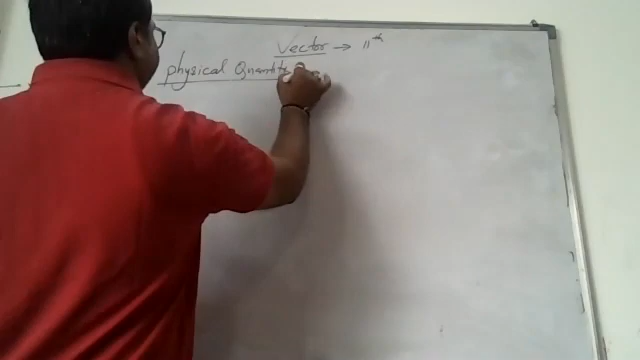 Vector → 11th
physical Quantity